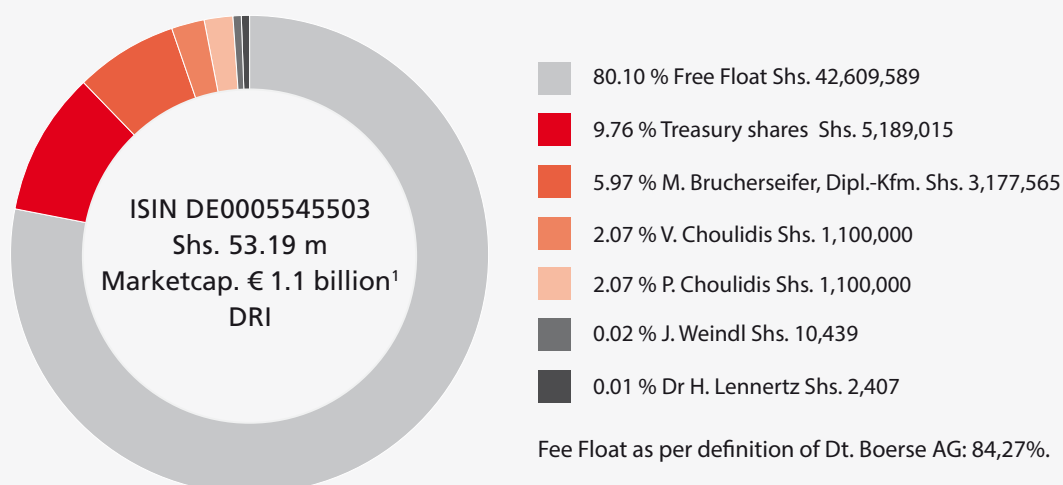 ISIN DE0005545503
Shs. 53.19 m
Marketcap. € 1.1 billion¹
DRI
80.10 % Free Float Shs. 42,609,589
9.76 % Treasury shares Shs. 5,189,015
5.97 % M. Brucherseifer, Dipl.-Kfm. Shs. 3,177,565
2.07 % V. Choulidis Shs. 1,100,000
2.07 % P. Choulidis Shs. 1,100,000
0.02 % J. Weindl Shs. 10,439
0.01 % Dr H. Lennertz Shs. 2,407
Fee Float as per definition of Dt. Boerse AG: 84,27%.